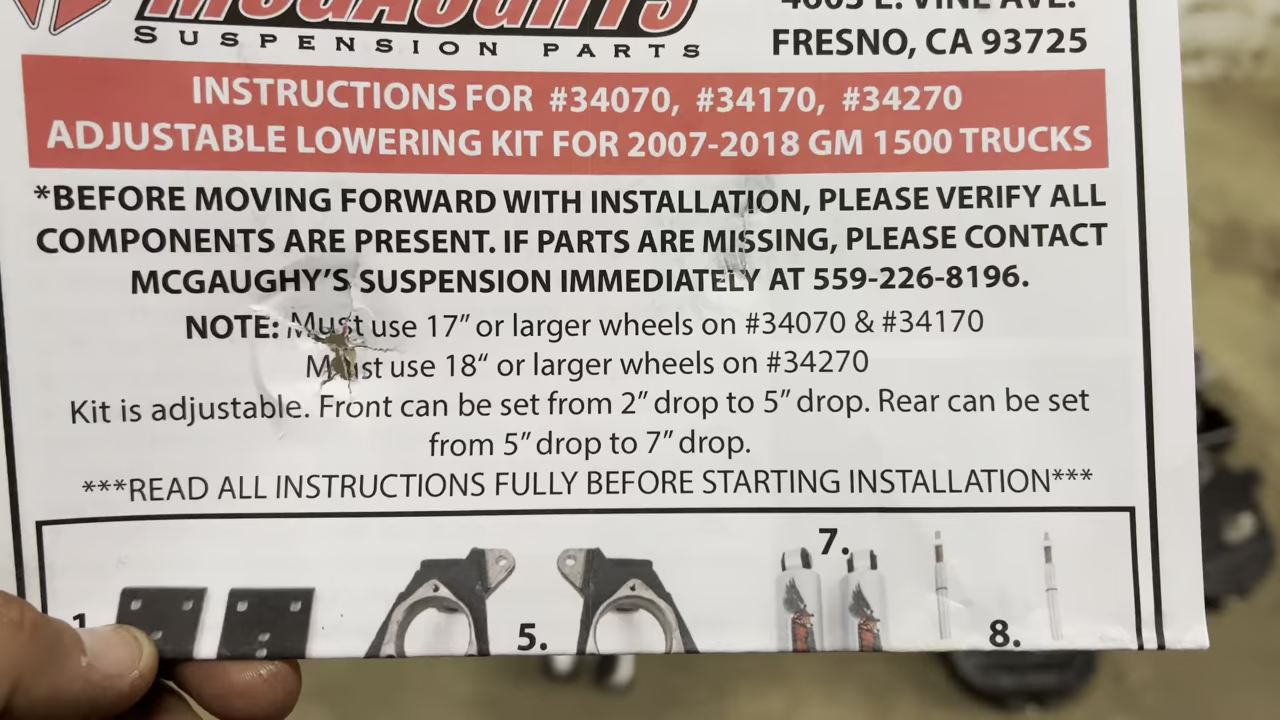 McGAUGHYS
SUSPENSION PARTS
4603 E. VINE AVE.
FRESNO, CA 93725
INSTRUCTIONS FOR #34070, #34170, #34270
ADJUSTABLE LOWERING KIT FOR 2007-2018 GM 1500 TRUCKS
*BEFORE MOVING FORWARD WITH INSTALLATION, PLEASE VERIFY ALL
COMPONENTS ARE PRESENT. IF PARTS ARE MISSING, PLEASE CONTACT
MCGAUGHY’S SUSPENSION IMMEDIATELY AT 559-226-8196.
NOTE: Must use 17” or larger wheels on #34070 & #34170
Must use 18“ or larger wheels on #34270
Kit is adjustable. Front can be set from 2” drop to 5” drop. Rear can be set
from 5” drop to 7” drop.
***READ ALL INSTRUCTIONS FULLY BEFORE STARTING INSTALLATION***
7.
1.
5.
8.